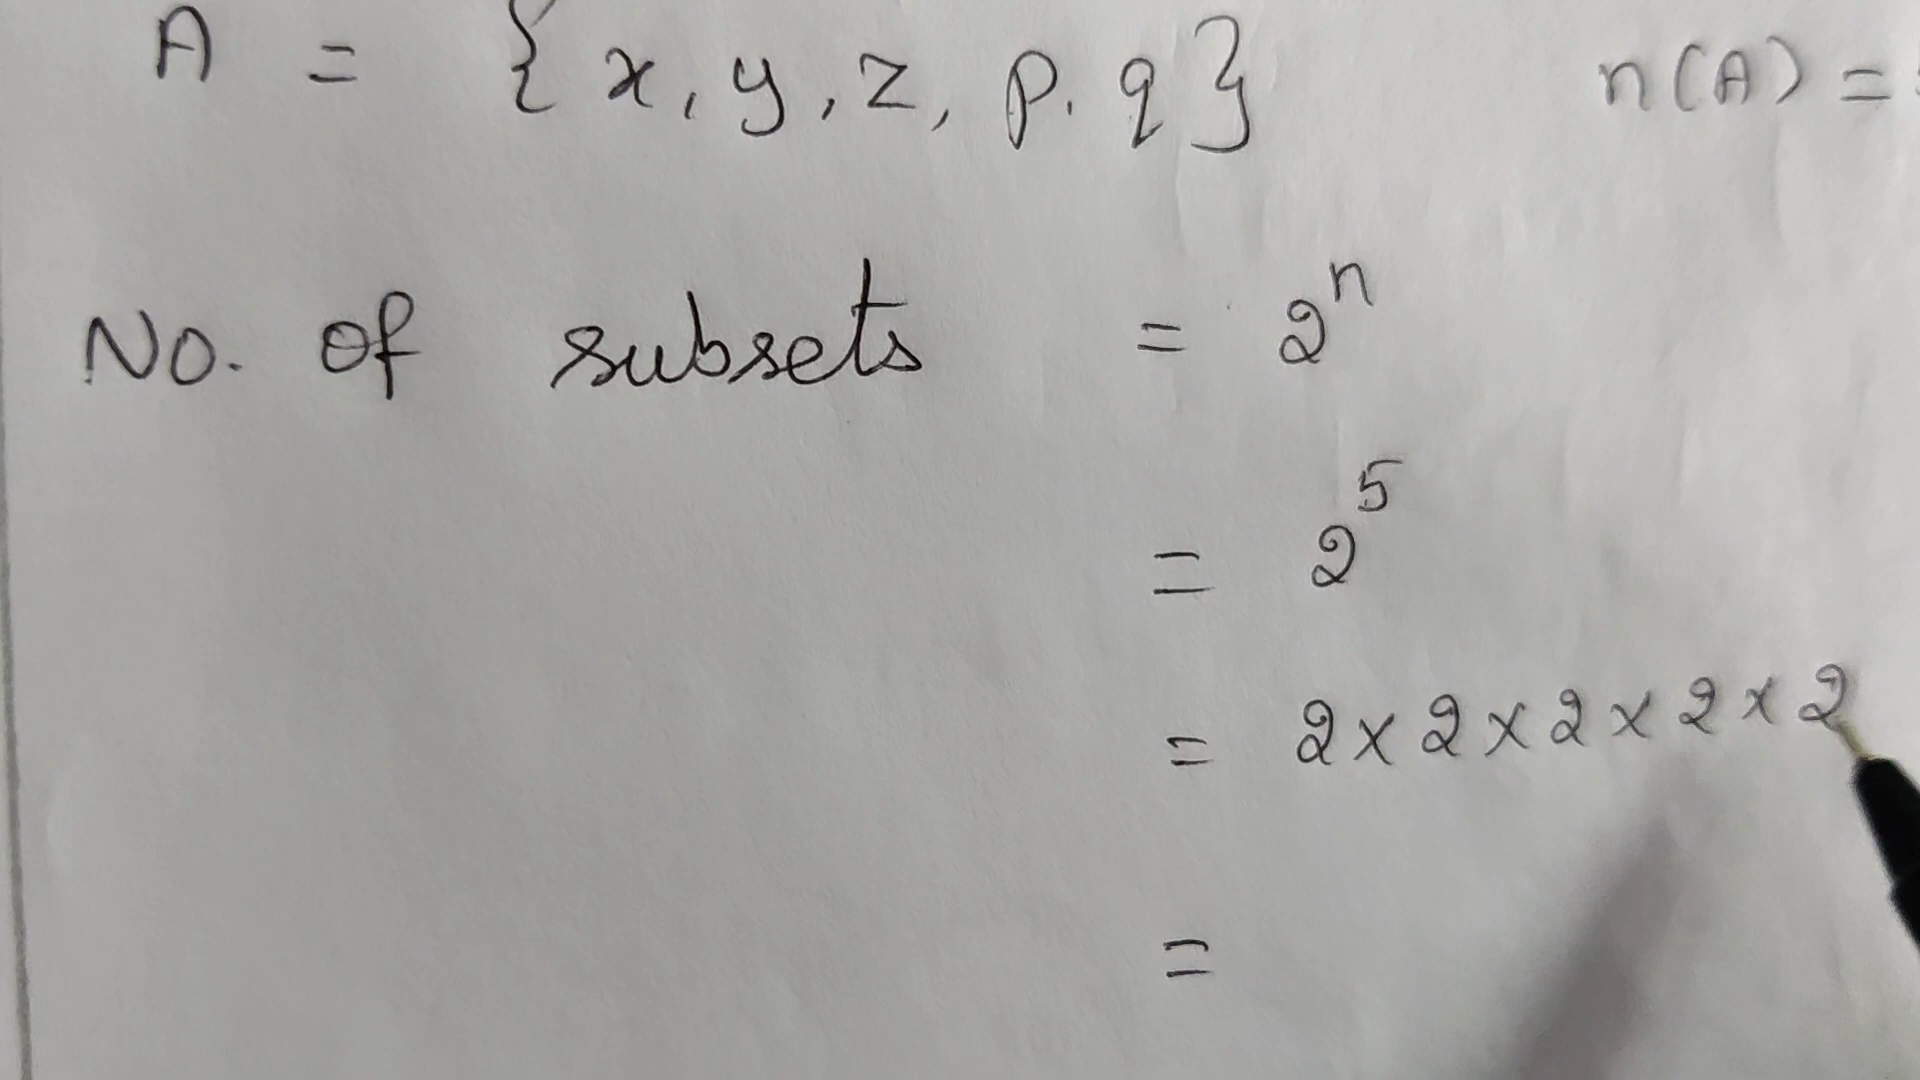 A = {x, y, z, p. q} n(A) =
No. of subsets = 2ⁿ
= 2⁵
= 2 × 2 × 2 × 2 × 2
=